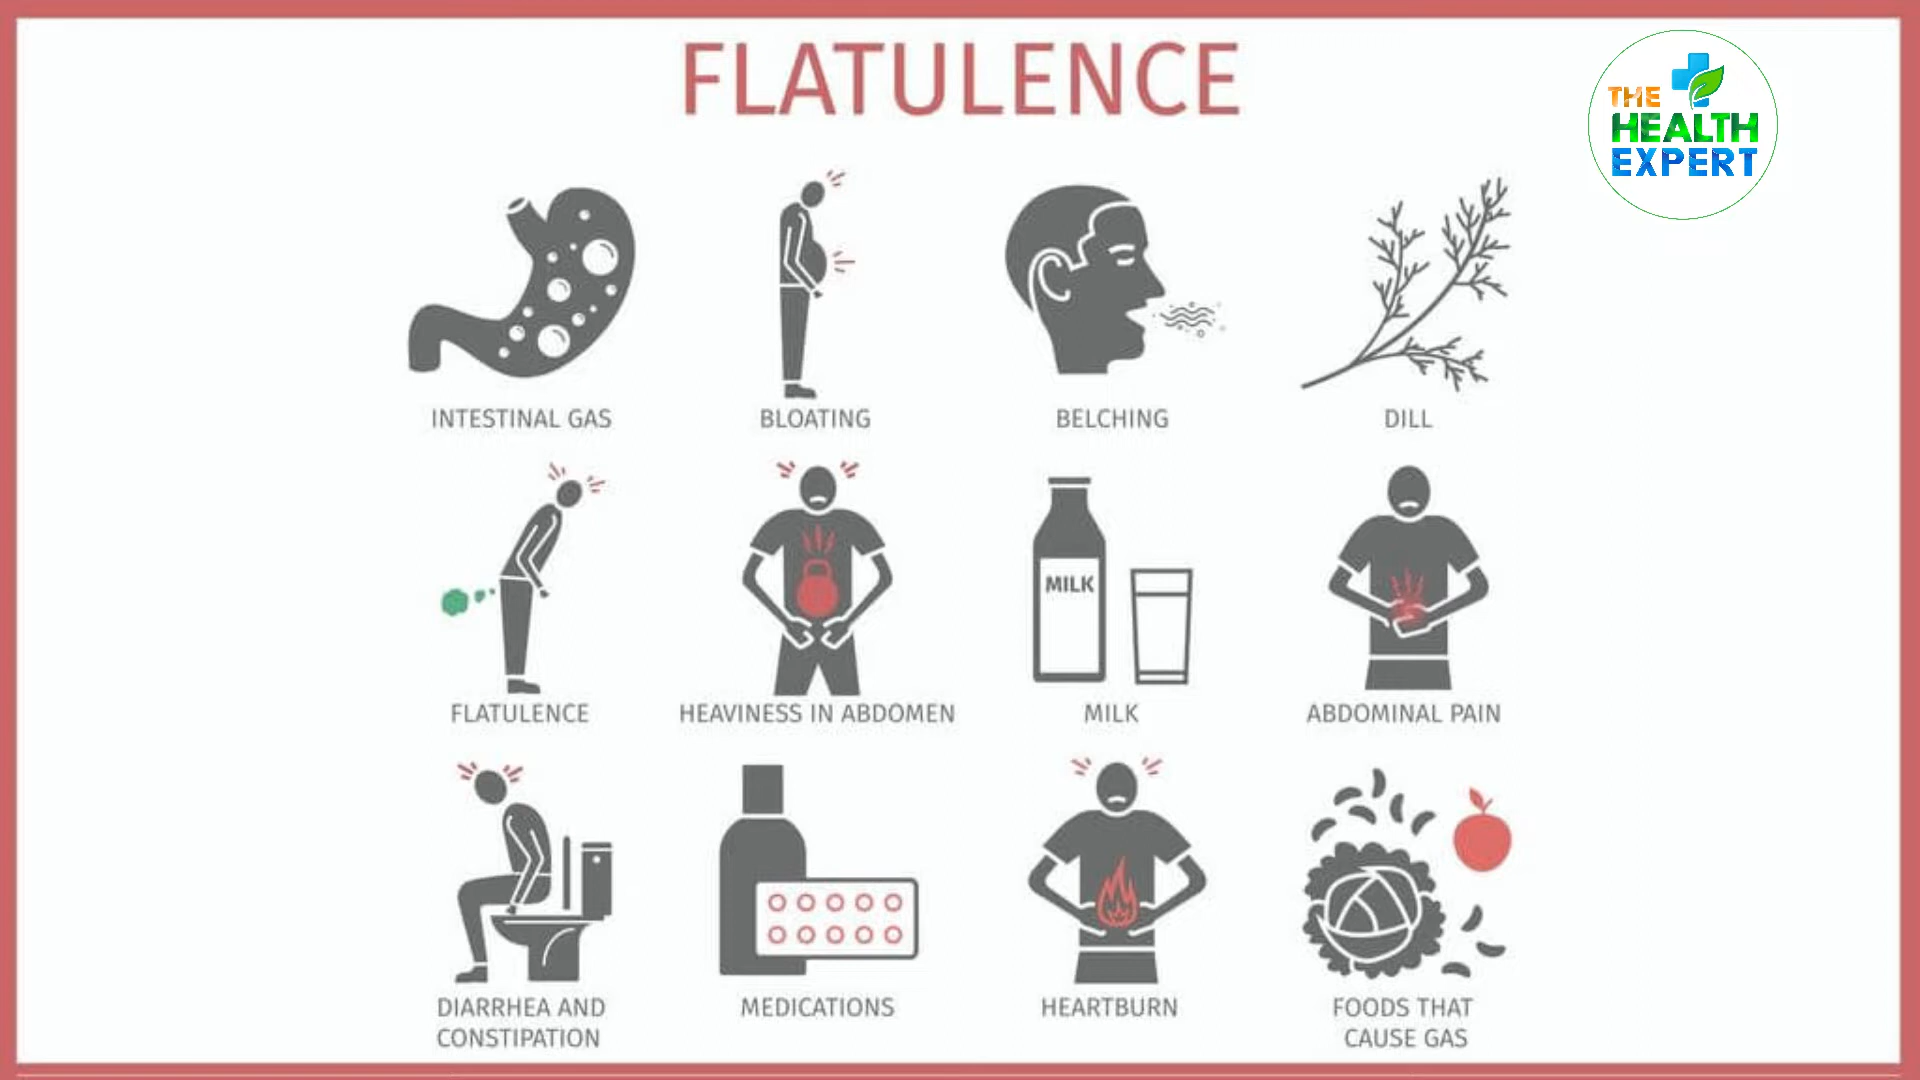 FLATULENCE
THE
HEALTH
EXPERT
INTESTINAL GAS
BLOATING
BELCHING
DILL
MILK
FLATULENCE
HEAVINESS IN ABDOMEN
MILK
ABDOMINAL PAIN
DIARRHEA AND
CONSTIPATION
MEDICATIONS
HEARTBURN
FOODS THAT
CAUSE GAS